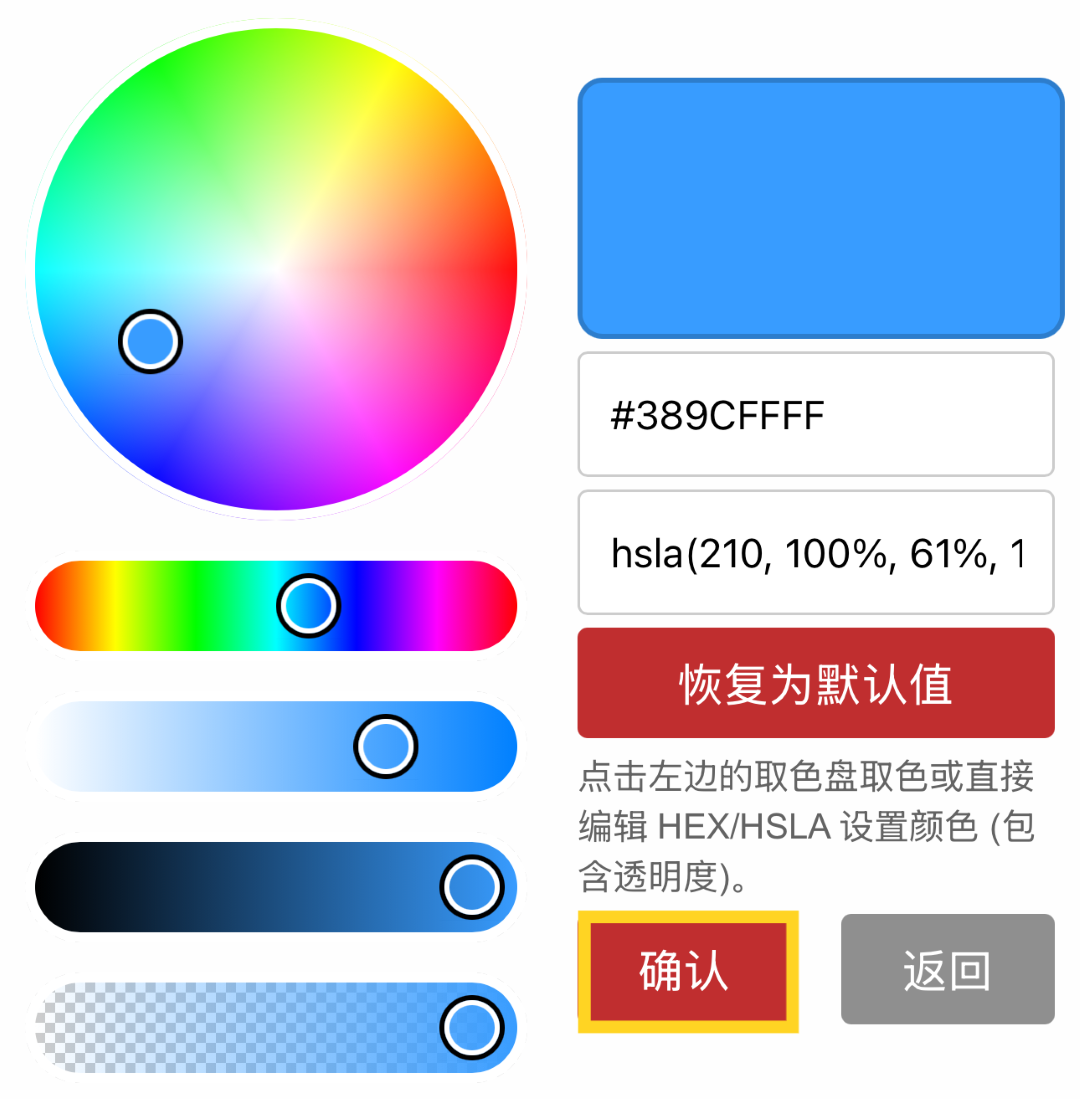 #389CFFFF
hsla(210, 100%, 61%, 1
恢复为默认值
点击左边的取色盘取色或直接
编辑 HEX/HSLA 设置颜色 (包
含透明度)。
确认
返回